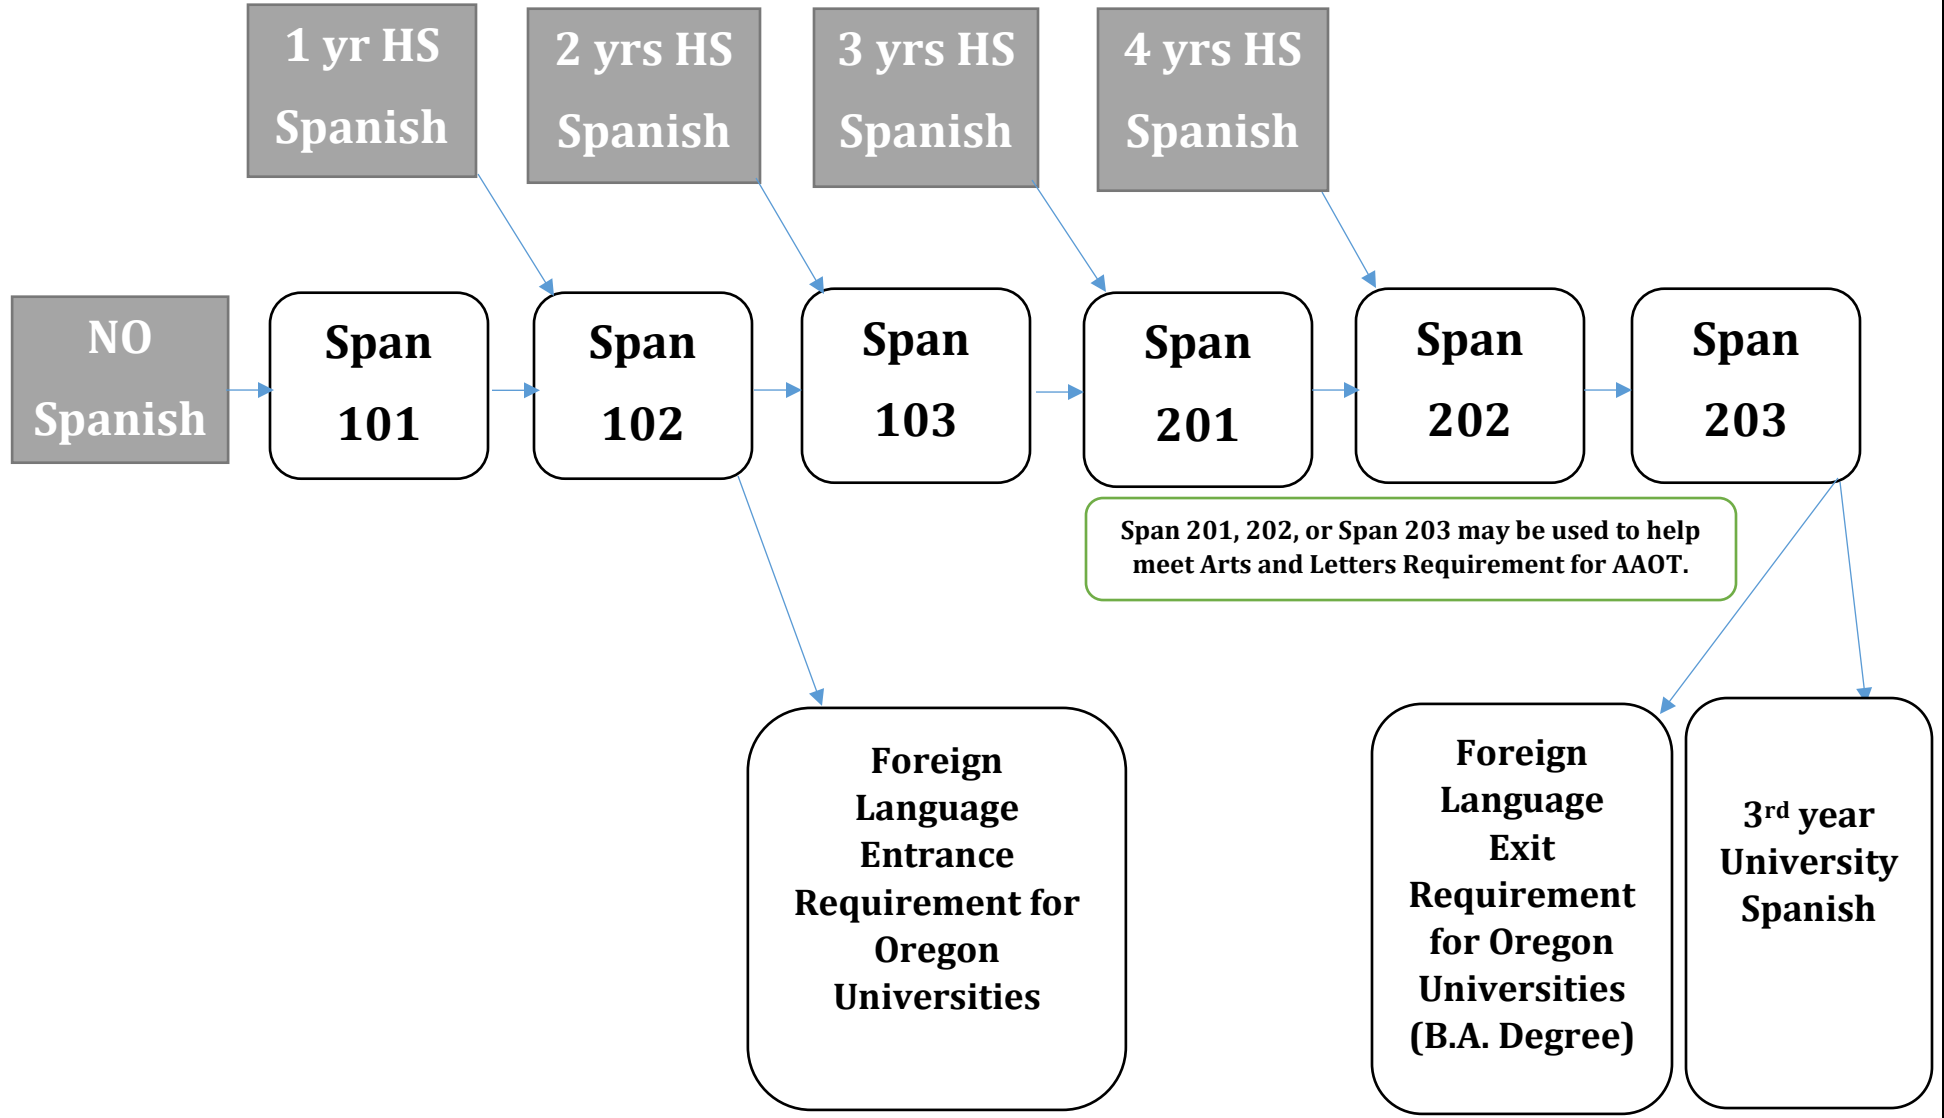 1 yr HS
Spanish
2 yrs HS
Spanish
3 yrs HS
Spanish
4 yrs HS
Spanish
NO
Spanish
Span
101
Span
102
Span
103
Span
201
Span
202
Span
203
Span 201, 202, or Span 203 may be used to help
meet Arts and Letters Requirement for AAOT.
Foreign
Language
Entrance
Requirement for
Oregon
Universities
Foreign
Language
Exit
Requirement
for Oregon
Universities
(B.A. Degree)
3rd year
University
Spanish